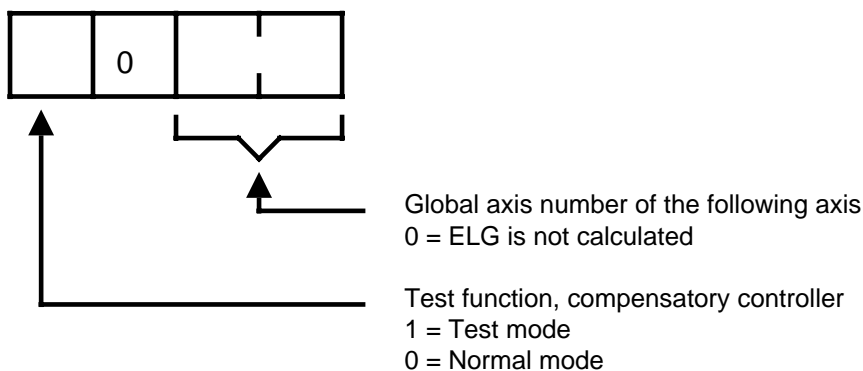 0
Global axis number of the following axis
0 = ELG is not calculated
Test function, compensatory controller
1 = Test mode
0 = Normal mode